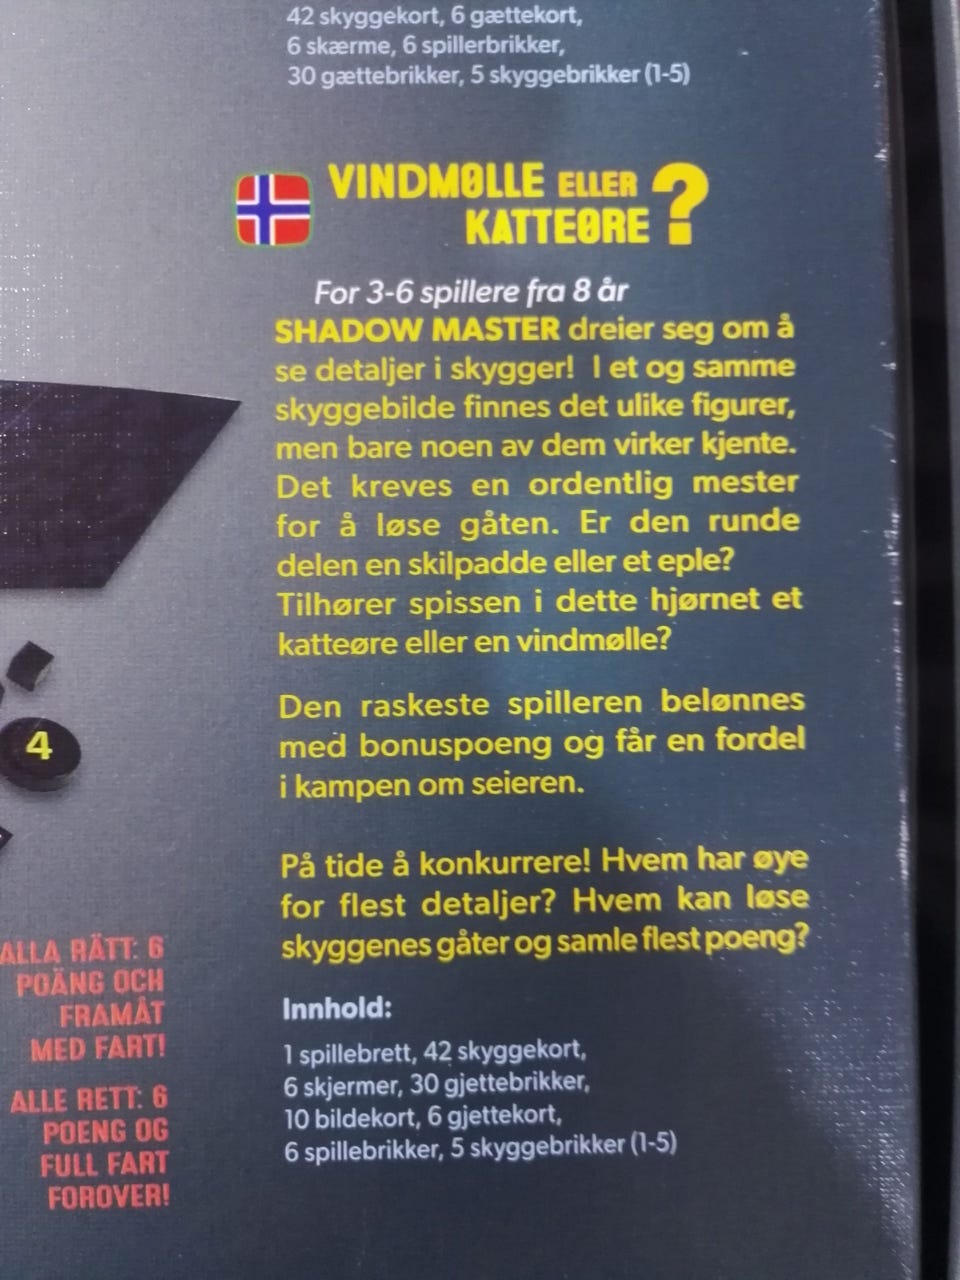 42 skyggekort, 6 gættekort,
6 skærme, 6 spillerbrikker,
30 gættebrikker, 5 skyggebrikker (1-5)
VINDMØLLE ELLER
KATTEØRE ?
For 3-6 spillere fra 8 år
SHADOW MASTER dreier seg om å
se detaljer i skygger! I et og samme
skyggebilde finnes det ulike figurer,
men bare noen av dem virker kjente.
Det kreves en ordentlig mester
for å løse gåten. Er den runde
delen en skilpadde eller et eple?
Tilhører spissen i dette hjørnet et
katteøre eller en vindmølle?
Den raskeste spilleren belønnes
med bonuspoeng og får en fordel
i kampen om seieren.
På tide å konkurrere! Hvem har øye
for flest detaljer? Hvem kan løse
skyggenes gåter og samle flest poeng?
Innhold:
1 spillebrett, 42 skyggekort,
6 skjermer, 30 gjettebrikker,
10 bildekort, 6 gjettekort,
6 spillebrikker, 5 skyggebrikker (1-5)
4
ALLA RÄTT: 6
POÄNG OCH
FRAMÅT
MED FART!
ALLE RETT: 6
POENG OG
FULL FART
FOROVER!